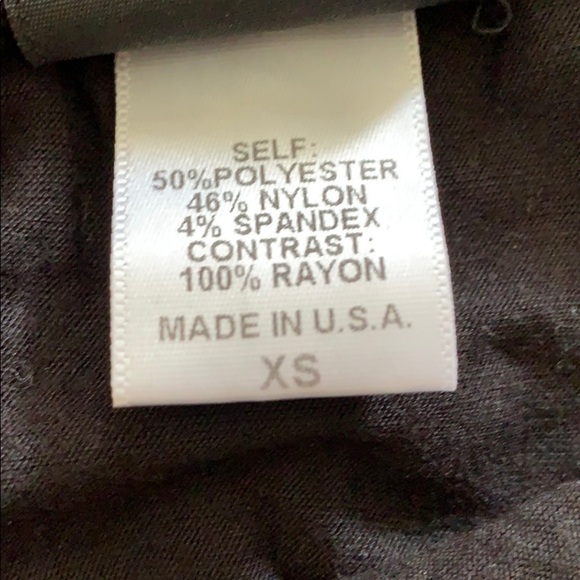 SELF:
50%POLYESTER
46% NYLON
4% SPANDEX
CONTRAST:
100% RAYON
MADE IN U.S.A.
XS